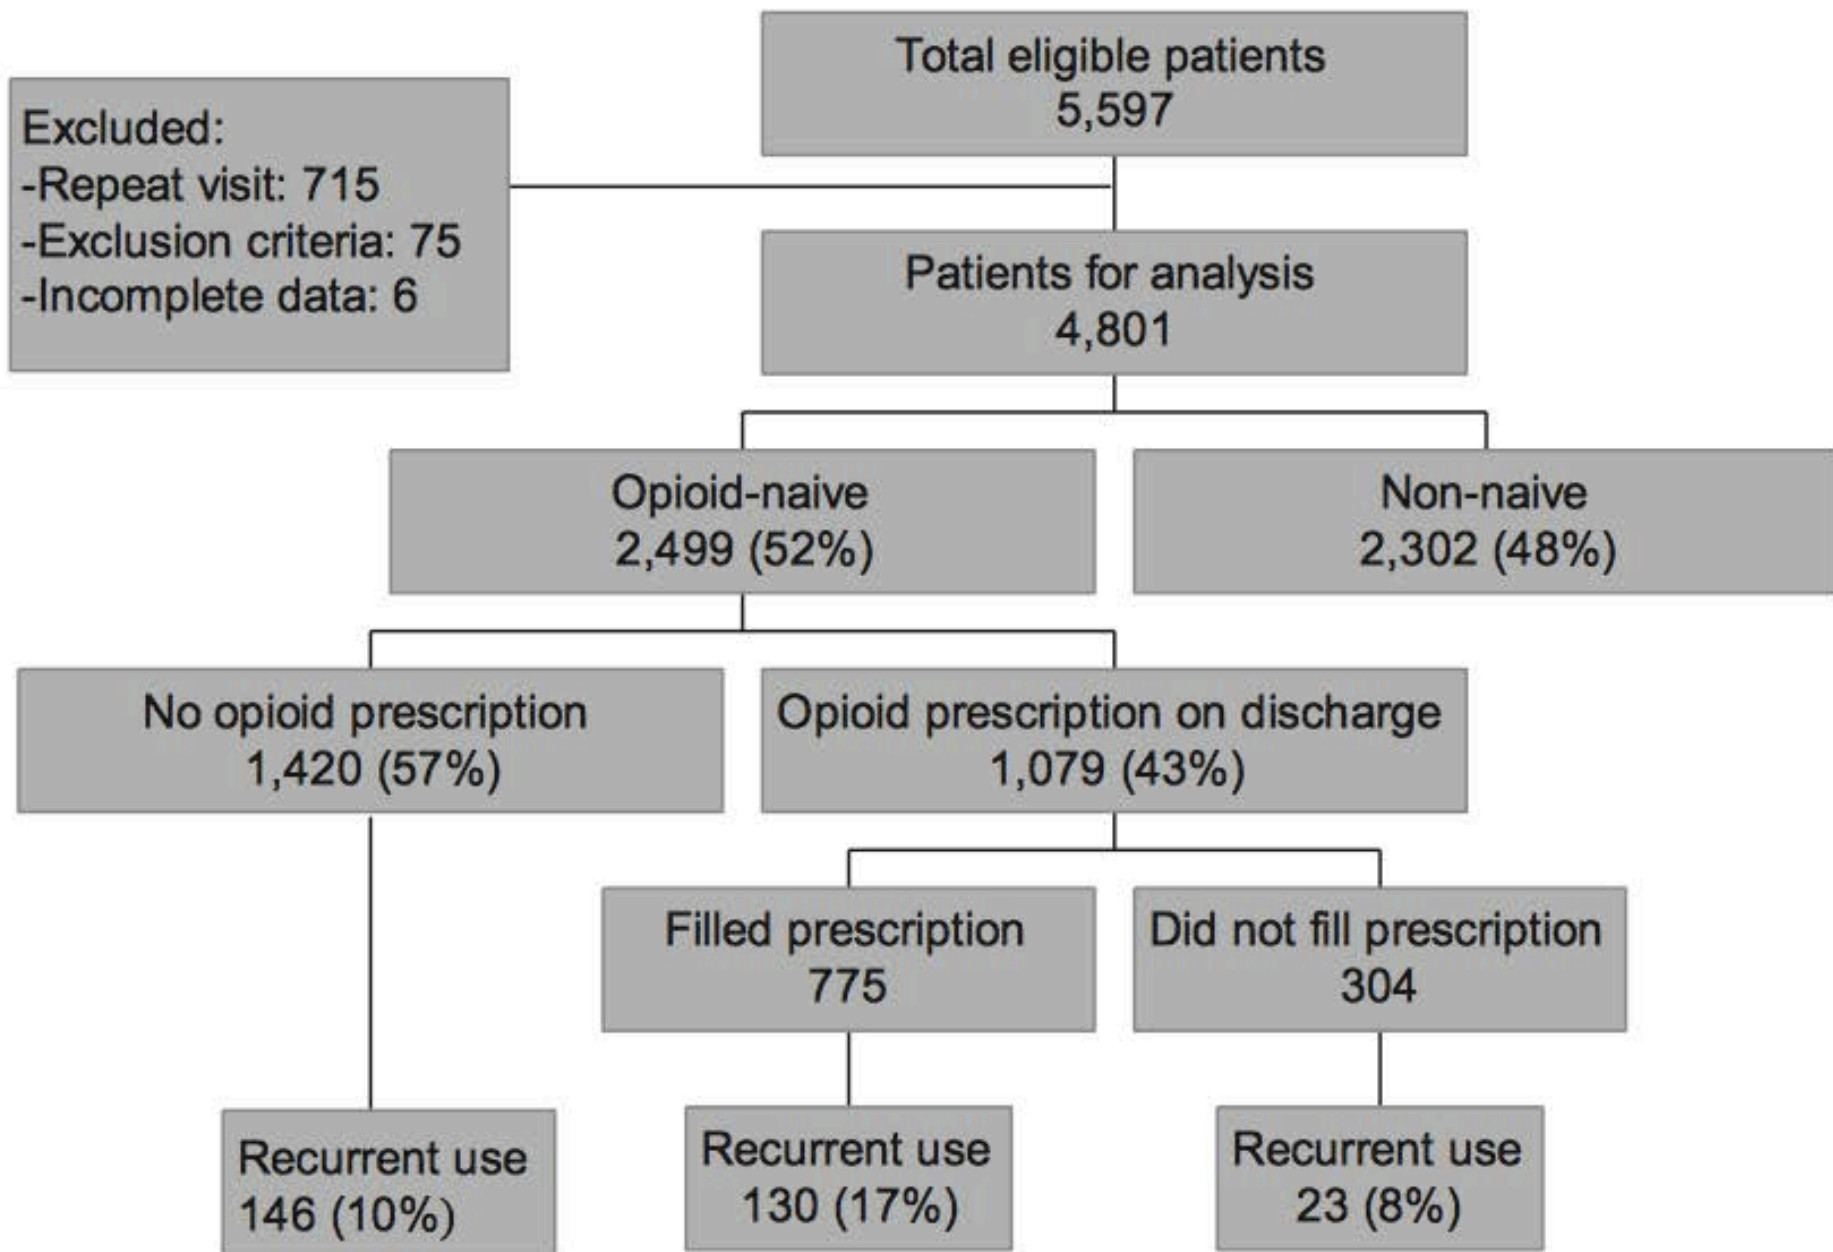 Total eligible patients
5,597
Excluded:
-Repeat visit: 715
-Exclusion criteria: 75
-Incomplete data: 6
Patients for analysis
4,801
Opioid-naive
2,499 (52%)
Non-naive
2,302 (48%)
No opioid prescription
1,420 (57%)
Opioid prescription on discharge
1,079 (43%)
Filled prescription
775
Did not fill prescription
304
Recurrent use
146 (10%)
Recurrent use
130 (17%)
Recurrent use
23 (8%)